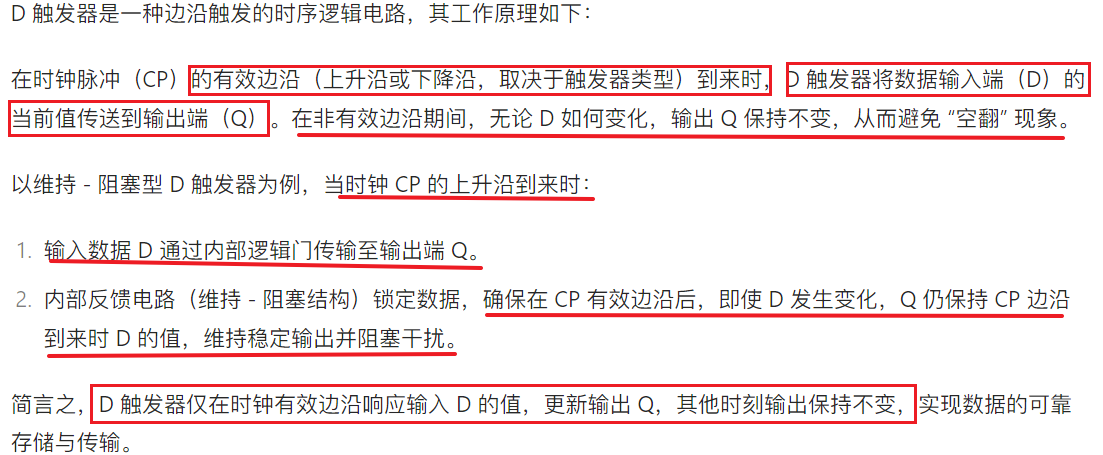 D 触发器是一种边沿触发的时序逻辑电路，其工作原理如下：
在时钟脉冲（CP）的有效边沿（上升沿或下降沿，取决于触发器类型）到来时，D 触发器将数据输入端（D）的
当前值传送到输出端（Q）。在非有效边沿期间，无论 D 如何变化，输出 Q 保持不变，从而避免 “空翻” 现象。
以维持 - 阻塞型 D 触发器为例，当时钟 CP 的上升沿到来时：
1. 输入数据 D 通过内部逻辑门传输至输出端 Q。
2. 内部反馈电路（维持 - 阻塞结构）锁定数据，确保在 CP 有效边沿后，即使 D 发生变化，Q 仍保持 CP 边沿
到来时 D 的值，维持稳定输出并阻塞干扰。
简言之，D 触发器仅在时钟有效边沿响应输入 D 的值，更新输出 Q，其他时刻输出保持不变，实现数据的可靠
存储与传输。